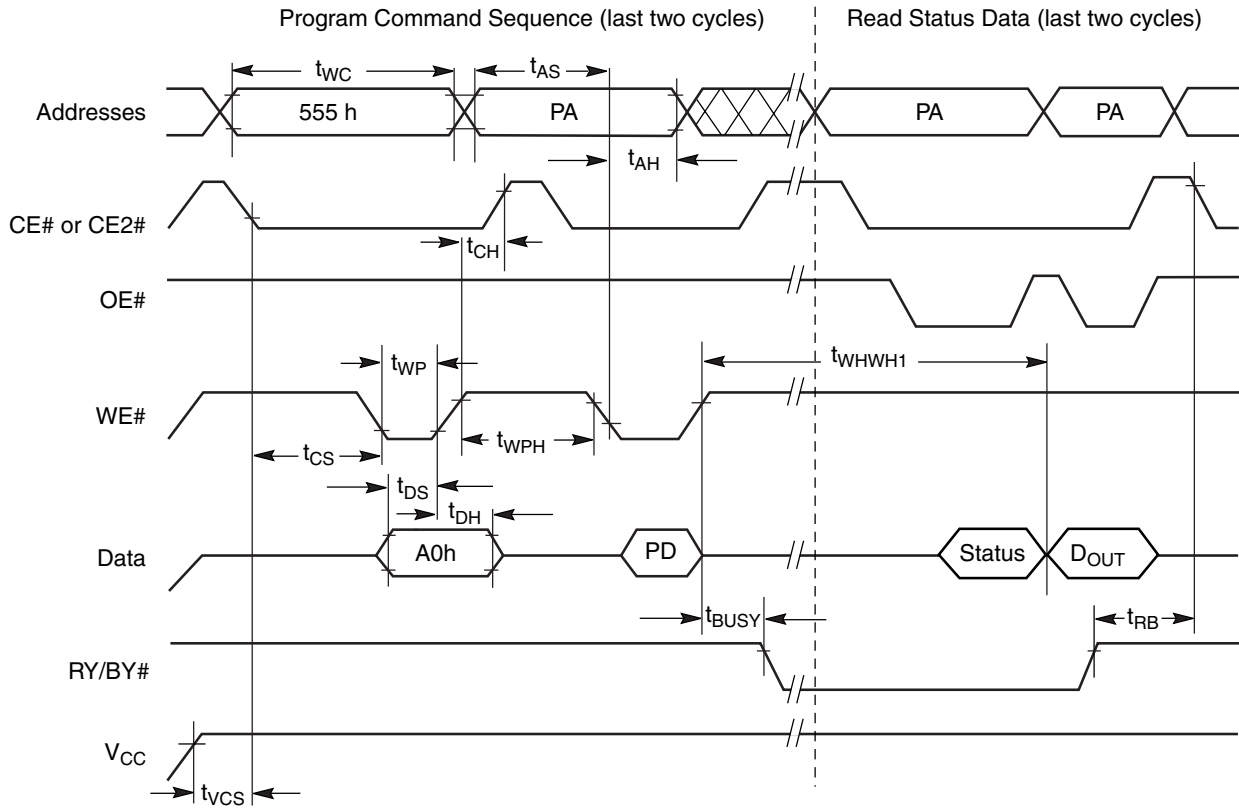 Program Command Sequence (last two cycles) Read Status Data (last two cycles)
tWC tAS
Addresses 555 h PA PA PA
tAH
CE# or CE2#
tCH
OE#
tWP tWHWH1
WE#
tWPH
tCS
tDS
tDH
Data A0h PD Status DOUT
tBUSY tRB
RY/BY#
VCC
tVCS